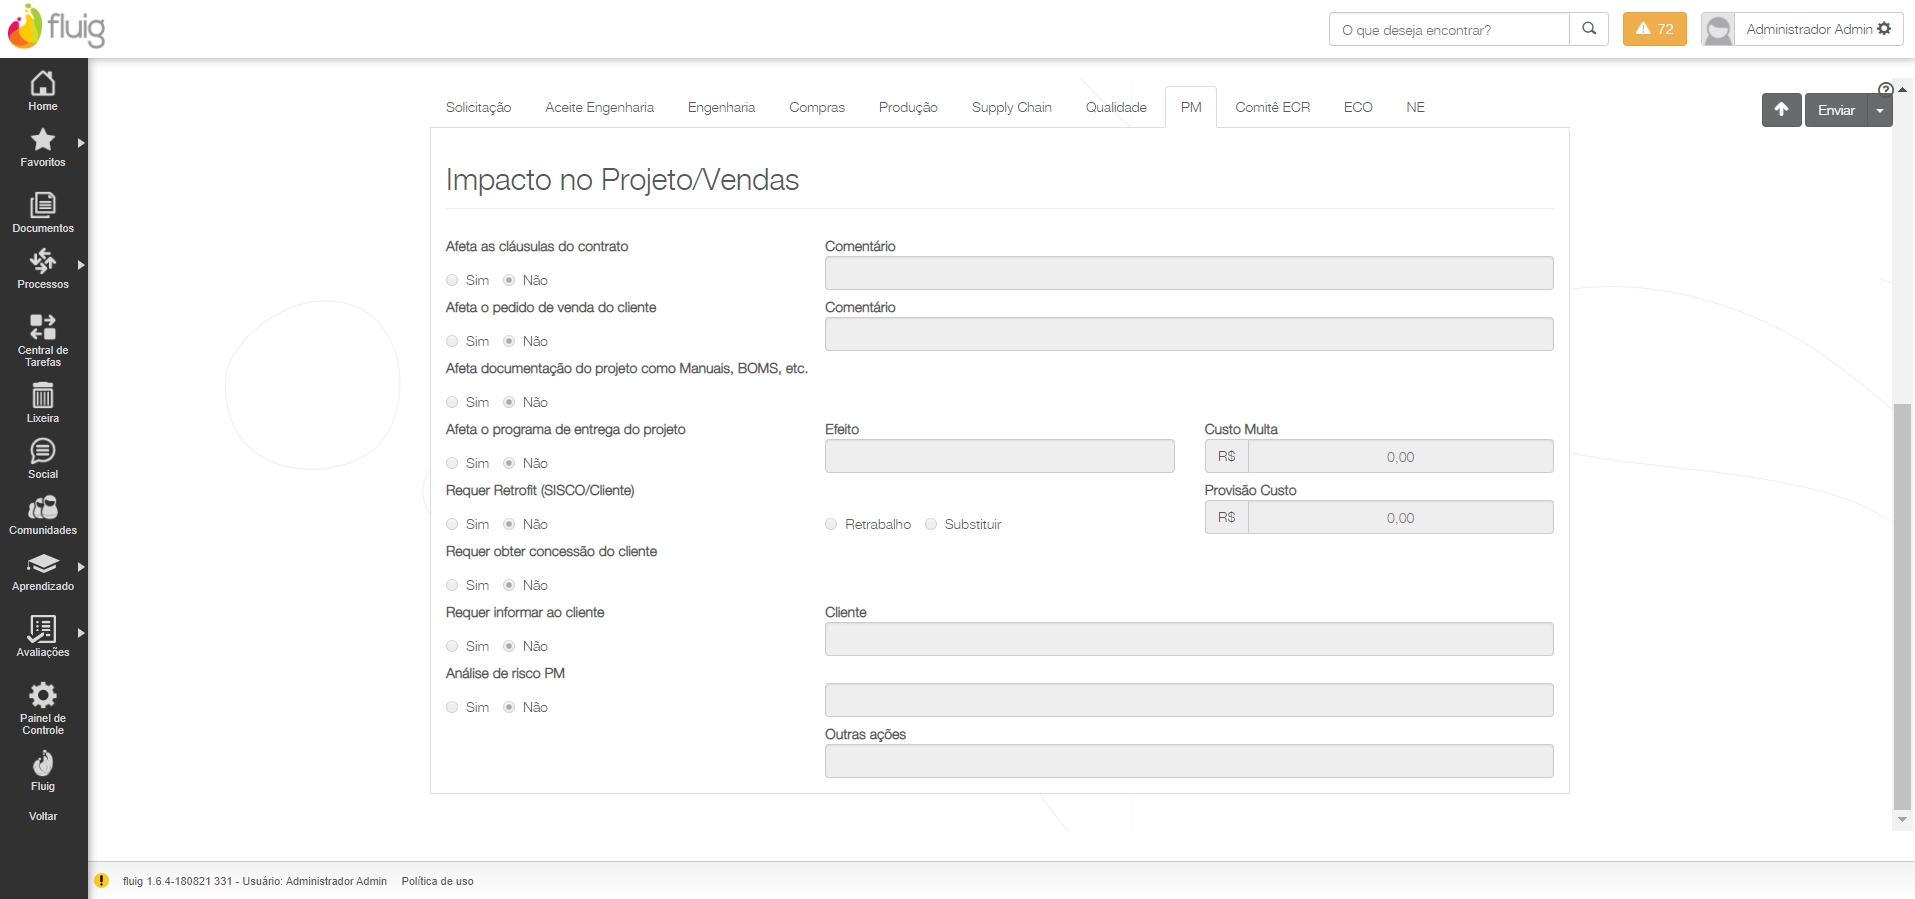 fluig
O que deseja encontrar?
72
Administrador Admin
Home
Favoritos
Documentos
Processos
Central de
Tarefas
Lixeira
Social
Comunidades
Aprendizado
Avaliações
Painel de
Controle
Fluig
Voltar
Solicitação Aceite Engenharia Engenharia Compras Produção Supply Chain Qualidade PM Comitê ECR ECO NE
Enviar
Impacto no Projeto/Vendas
Afeta as cláusulas do contrato Comentário
Sim Não
Afeta o pedido de venda do cliente Comentário
Sim Não
Afeta documentação do projeto como Manuais, BOMS, etc.
Sim Não
Afeta o programa de entrega do projeto Efeito Custo Multa
Sim Não R$ 0,00
Requer Retrofit (SISCO/Cliente) Provisão Custo
Sim Não Retrabalho Substituir R$ 0,00
Requer obter concessão do cliente
Sim Não
Requer informar ao cliente Cliente
Sim Não
Análise de risco PM
Sim Não
Outras ações
fluig 1.6.4-180821 331 - Usuário: Administrador Admin Política de uso